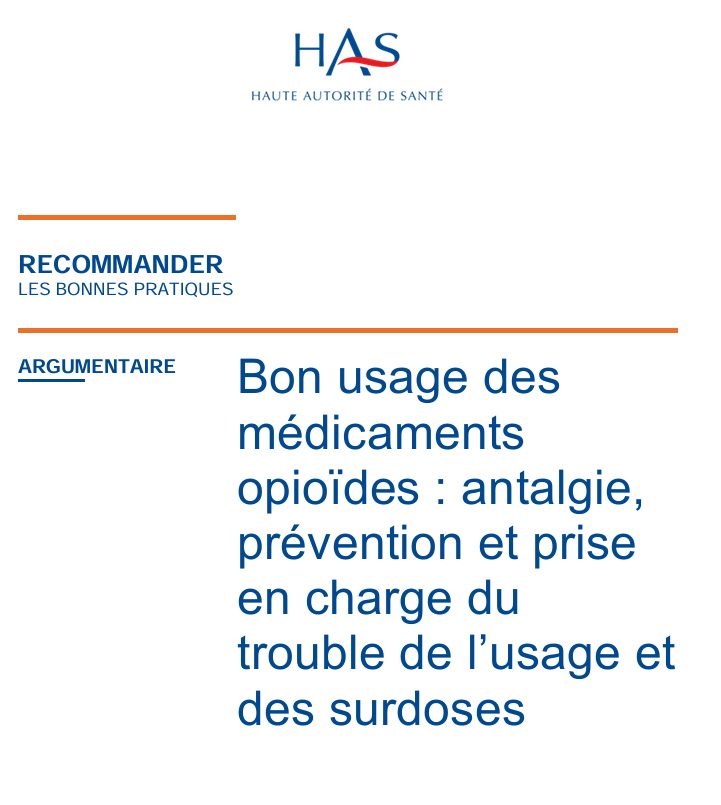 HAS
HAUTE AUTORITÉ DE SANTÉ
RECOMMANDER
LES BONNES PRATIQUES
ARGUMENTAIRE
Bon usage des
médicaments
opioïdes : antalgie,
prévention et prise
en charge du
trouble de l’usage et
des surdoses